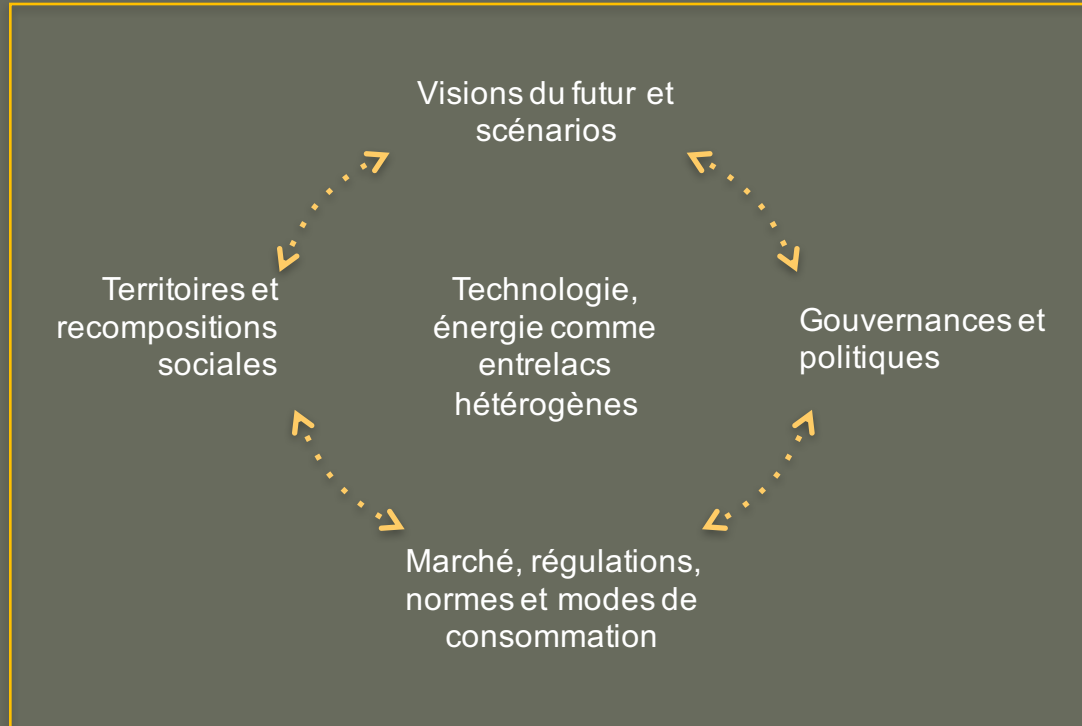 Visions du futur et
scénarios
Territoires et
recompositions
sociales
Technologie,
énergie comme
entrelacs
hétérogènes
Gouvernances et
politiques
Marché, régulations,
normes et modes de
consommation